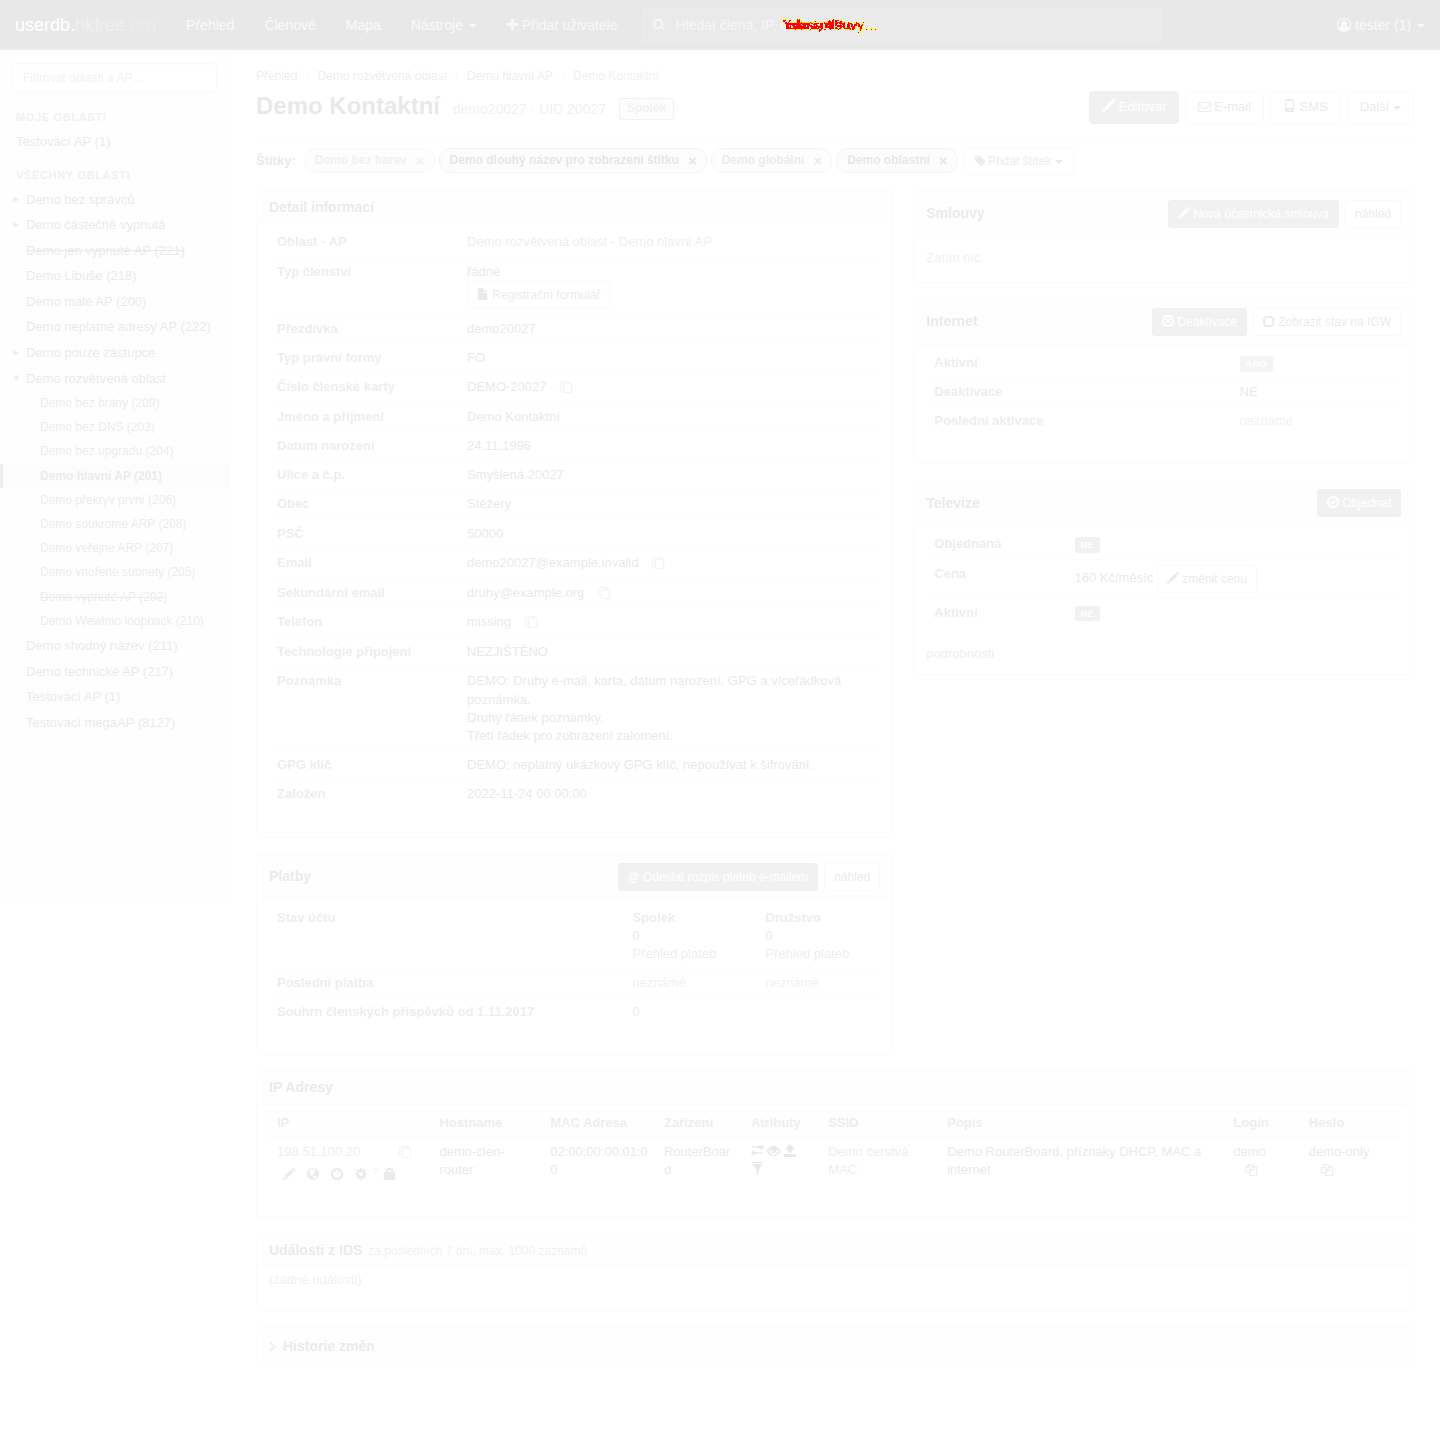 userdb.hktree.org Přehled Členové Mapa Nástroje Přidat uživatele Hledat člena, IP, tester (1)
Filtrovat oblasti a AP...
MOJE OBLASTI
Testovací AP (1)
VŠECHNY OBLASTI
Demo bez správců
Demo částečně vypnutá
Demo jen vypnuté AP (221)
Demo Libuše (218)
Demo malé AP (200)
Demo neplatné adresy AP (222)
Demo pouze zástupce
Demo rozvětvená oblast
Demo bez brány (209)
Demo bez DNS (203)
Demo bez upgradu (204)
Demo hlavní AP (201)
Demo překryv první (206)
Demo soukromé ARP (208)
Demo veřejné ARP (207)
Demo vnořené subnety (205)
Demo vypnuté AP (202)
Demo Wewimo loopback (210)
Demo shodný název (211)
Demo technické AP (217)
Testovací AP (1)
Testovací megaAP (8127)
Přehled / Demo rozvětvená oblast / Demo hlavní AP / Demo Kontaktní
Demo Kontaktní demo20027 · UID 20027 Spolek
Editovat E-mail SMS Další
Štítky: Demo bez barev × Demo dlouhý název pro zobrazení štítku × Demo globální × Demo oblastní × Přidat štítek
Detail informací
Oblast - AP Demo rozvětvená oblast - Demo hlavní AP
Typ členství řádné
Registrační formulář
Přezdívka demo20027
Typ právní formy FO
Číslo členské karty DEMO-20027
Jméno a příjmení Demo Kontaktní
Datum narození 24.11.1996
Ulice a č.p. Smyšlená 20027
Obec Stěžery
PSČ 50000
Email demo20027@example.invalid
Sekundární email druhy@example.org
Telefon missing
Technologie připojení NEZJIŠTĚNO
Poznámka DEMO: Druhý e-mail, karta, datum narození, GPG a víceřádková
poznámka.
Druhý řádek poznámky.
Třetí řádek pro zobrazení zalomení.
GPG klíč DEMO: neplatný ukázkový GPG klíč, nepoužívat k šifrování.
Založen 2022-11-24 00:00:00
Smlouvy Nová účastnická smlouva náhled
Zatím nic.
Internet Deaktivace Zobrazit stav na IGW
Aktivní ANO
Deaktivace NE
Poslední aktivace neznámé
Televize Objednat
Objednaná NE
Cena 160 Kč/měsíc změnit cenu
Aktivní NE
podrobnosti
Platby @ Odeslat rozpis plateb e-mailem náhled
Stav účtu Spolek Družstvo
0 0
Přehled plateb Přehled plateb
Poslední platba neznámé neznámé
Souhrn členských příspěvků od 1.11.2017 0
IP Adresy
IP Hostname MAC Adresa Zařízení Atributy SSID Popis Login Heslo
198.51.100.20 demo-clen- 02:00:00:00:01:0 RouterBoar Demo čerstvá Demo RouterBoard, příznaky DHCP, MAC a demo demo-only
? router 0 d MAC internet
Události z IDS za posledních 7 dní, max. 1000 záznamů
(žádné události)
Historie změn